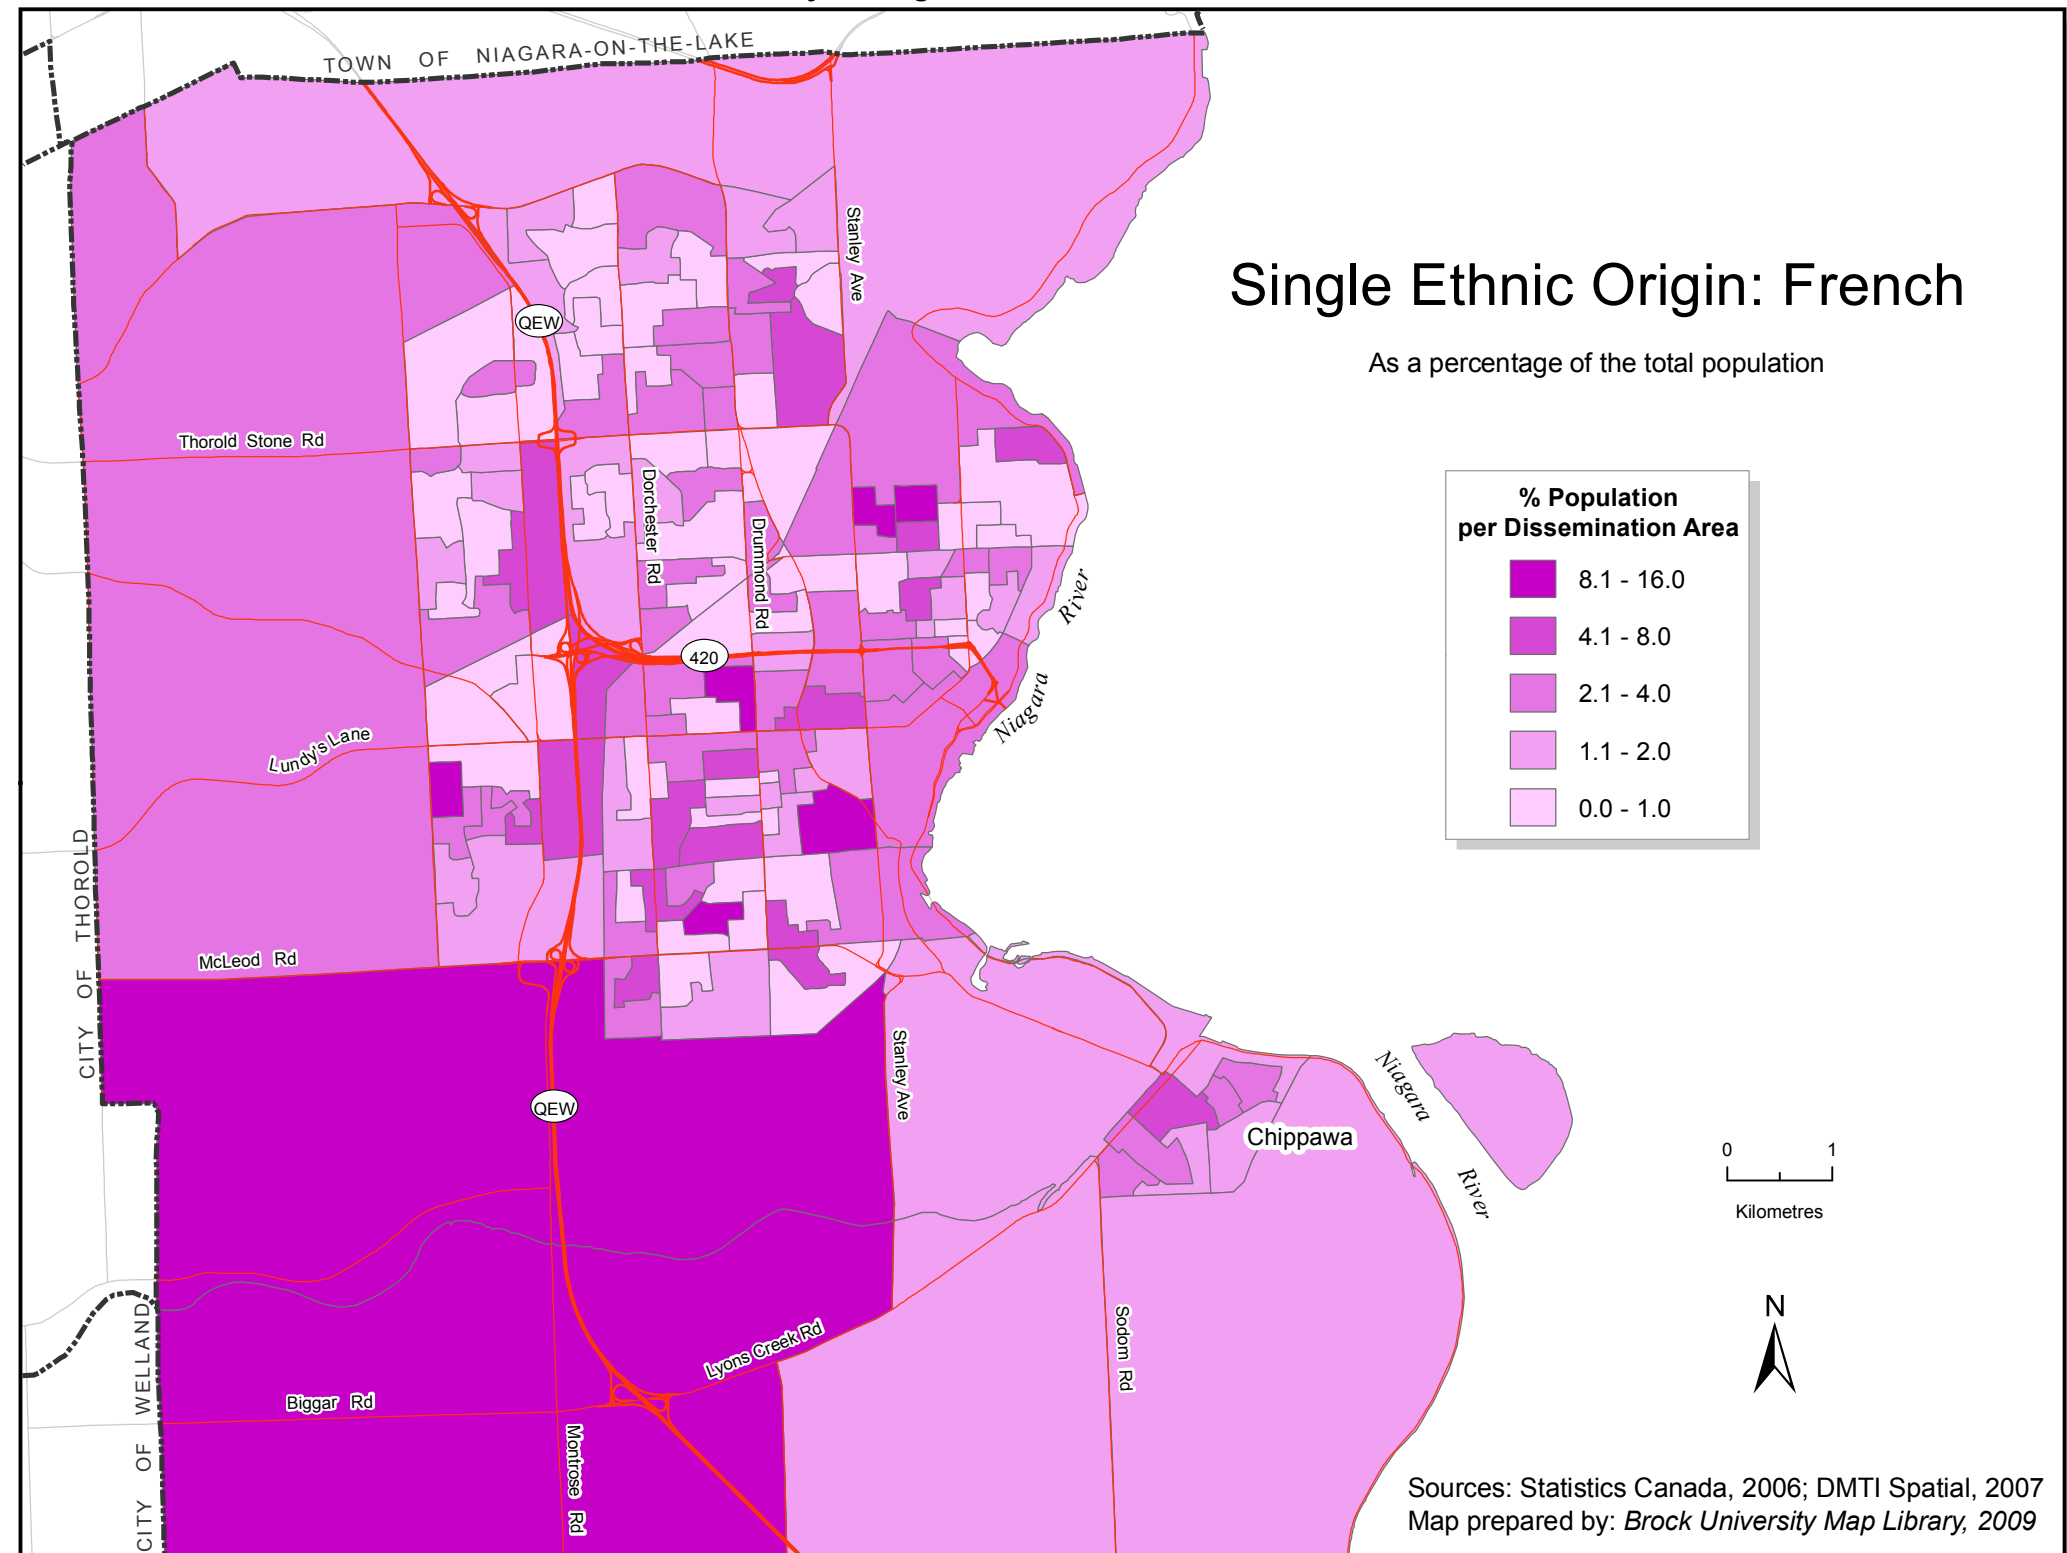 TOWN OF NIAGARA-ON-THE-LAKE
Stanley Ave
Single Ethnic Origin: French
As a percentage of the total population
QEW
Thorold Stone Rd
Dorchester Rd
Drummond Rd
% Population
per Dissemination Area
8.1 - 16.0
4.1 - 8.0
2.1 - 4.0
1.1 - 2.0
0.0 - 1.0
Niagara River
420
Lundy's Lane
CITY OF THOROLD
McLeod Rd
Stanley Ave
QEW
Niagara River
Chippawa
0 1
Kilometres
N
CITY OF WELLAND
Lyons Creek Rd
Sodom Rd
Biggar Rd
Montrose Rd
Sources: Statistics Canada, 2006; DMTI Spatial, 2007
Map prepared by: Brock University Map Library, 2009